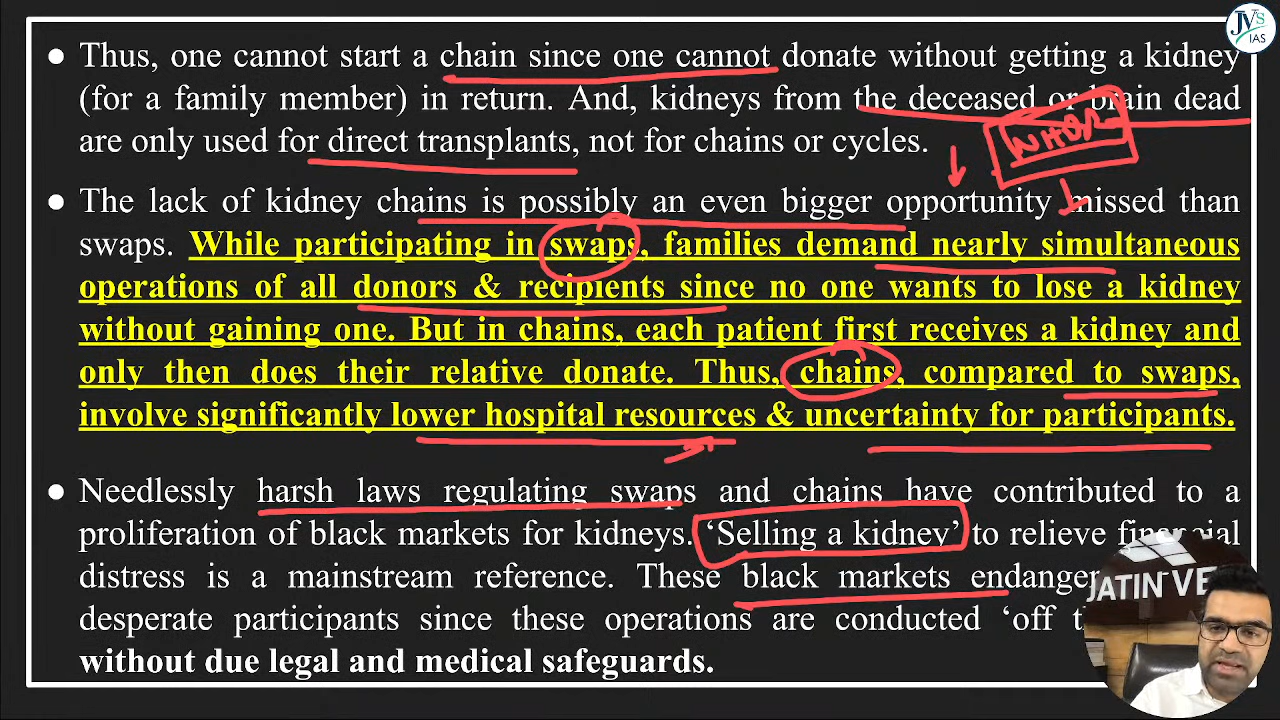 JVS
IAS
● Thus, one cannot start a chain since one cannot donate without getting a kidney
(for a family member) in return. And, kidneys from the deceased or brain dead
are only used for direct transplants, not for chains or cycles.
● The lack of kidney chains is possibly an even bigger opportunity missed than
swaps. While participating in swaps, families demand nearly simultaneous
operations of all donors & recipients since no one wants to lose a kidney
without gaining one. But in chains, each patient first receives a kidney and
only then does their relative donate. Thus, chains, compared to swaps,
involve significantly lower hospital resources & uncertainty for participants.
● Needlessly harsh laws regulating swaps and chains have contributed to a
proliferation of black markets for kidneys. ‘Selling a kidney’ to relieve financial
distress is a mainstream reference. These black markets endanger
desperate participants since these operations are conducted ‘off
without due legal and medical safeguards.
JATIN VE